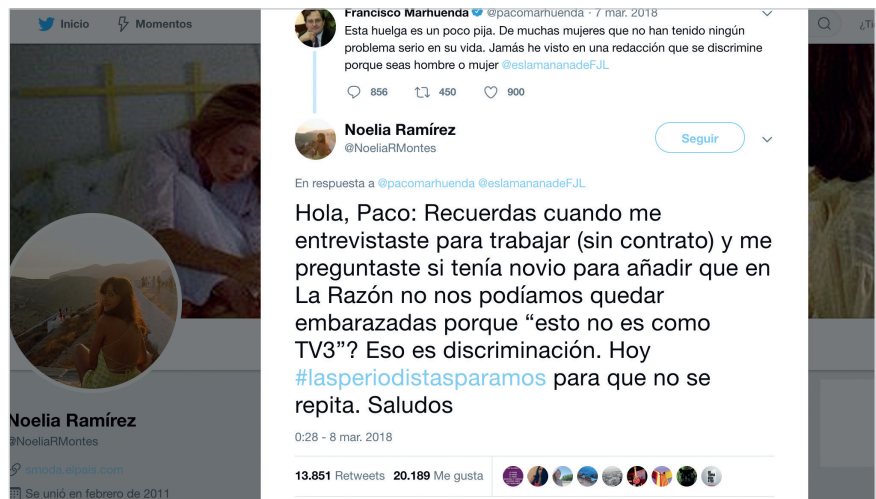 Inicio
Momentos
Francisco Marhuenda @pacomarhuenda · 7 mar. 2018
Esta huelga es un poco pija. De muchas mujeres que no han tenido ningún
problema serio en su vida. Jamás he visto en una redacción que se discrimine
porque seas hombre o mujer @eslamananadeFJL
856 450 900
Noelia Ramírez
@NoeliaRMontes
Seguir
En respuesta a @pacomarhuenda @eslamananadeFJL
Hola, Paco: Recuerdas cuando me
entrevistaste para trabajar (sin contrato) y me
preguntaste si tenía novio para añadir que en
La Razón no nos podíamos quedar
embarazadas porque “esto no es como
TV3”? Eso es discriminación. Hoy
#lasperiodistasparamos para que no se
repita. Saludos
0:28 - 8 mar. 2018
13.851 Retweets 20.189 Me gusta
Noelia Ramírez
@NoeliaRMontes
smoda.elpais.com
Se unió en febrero de 2011